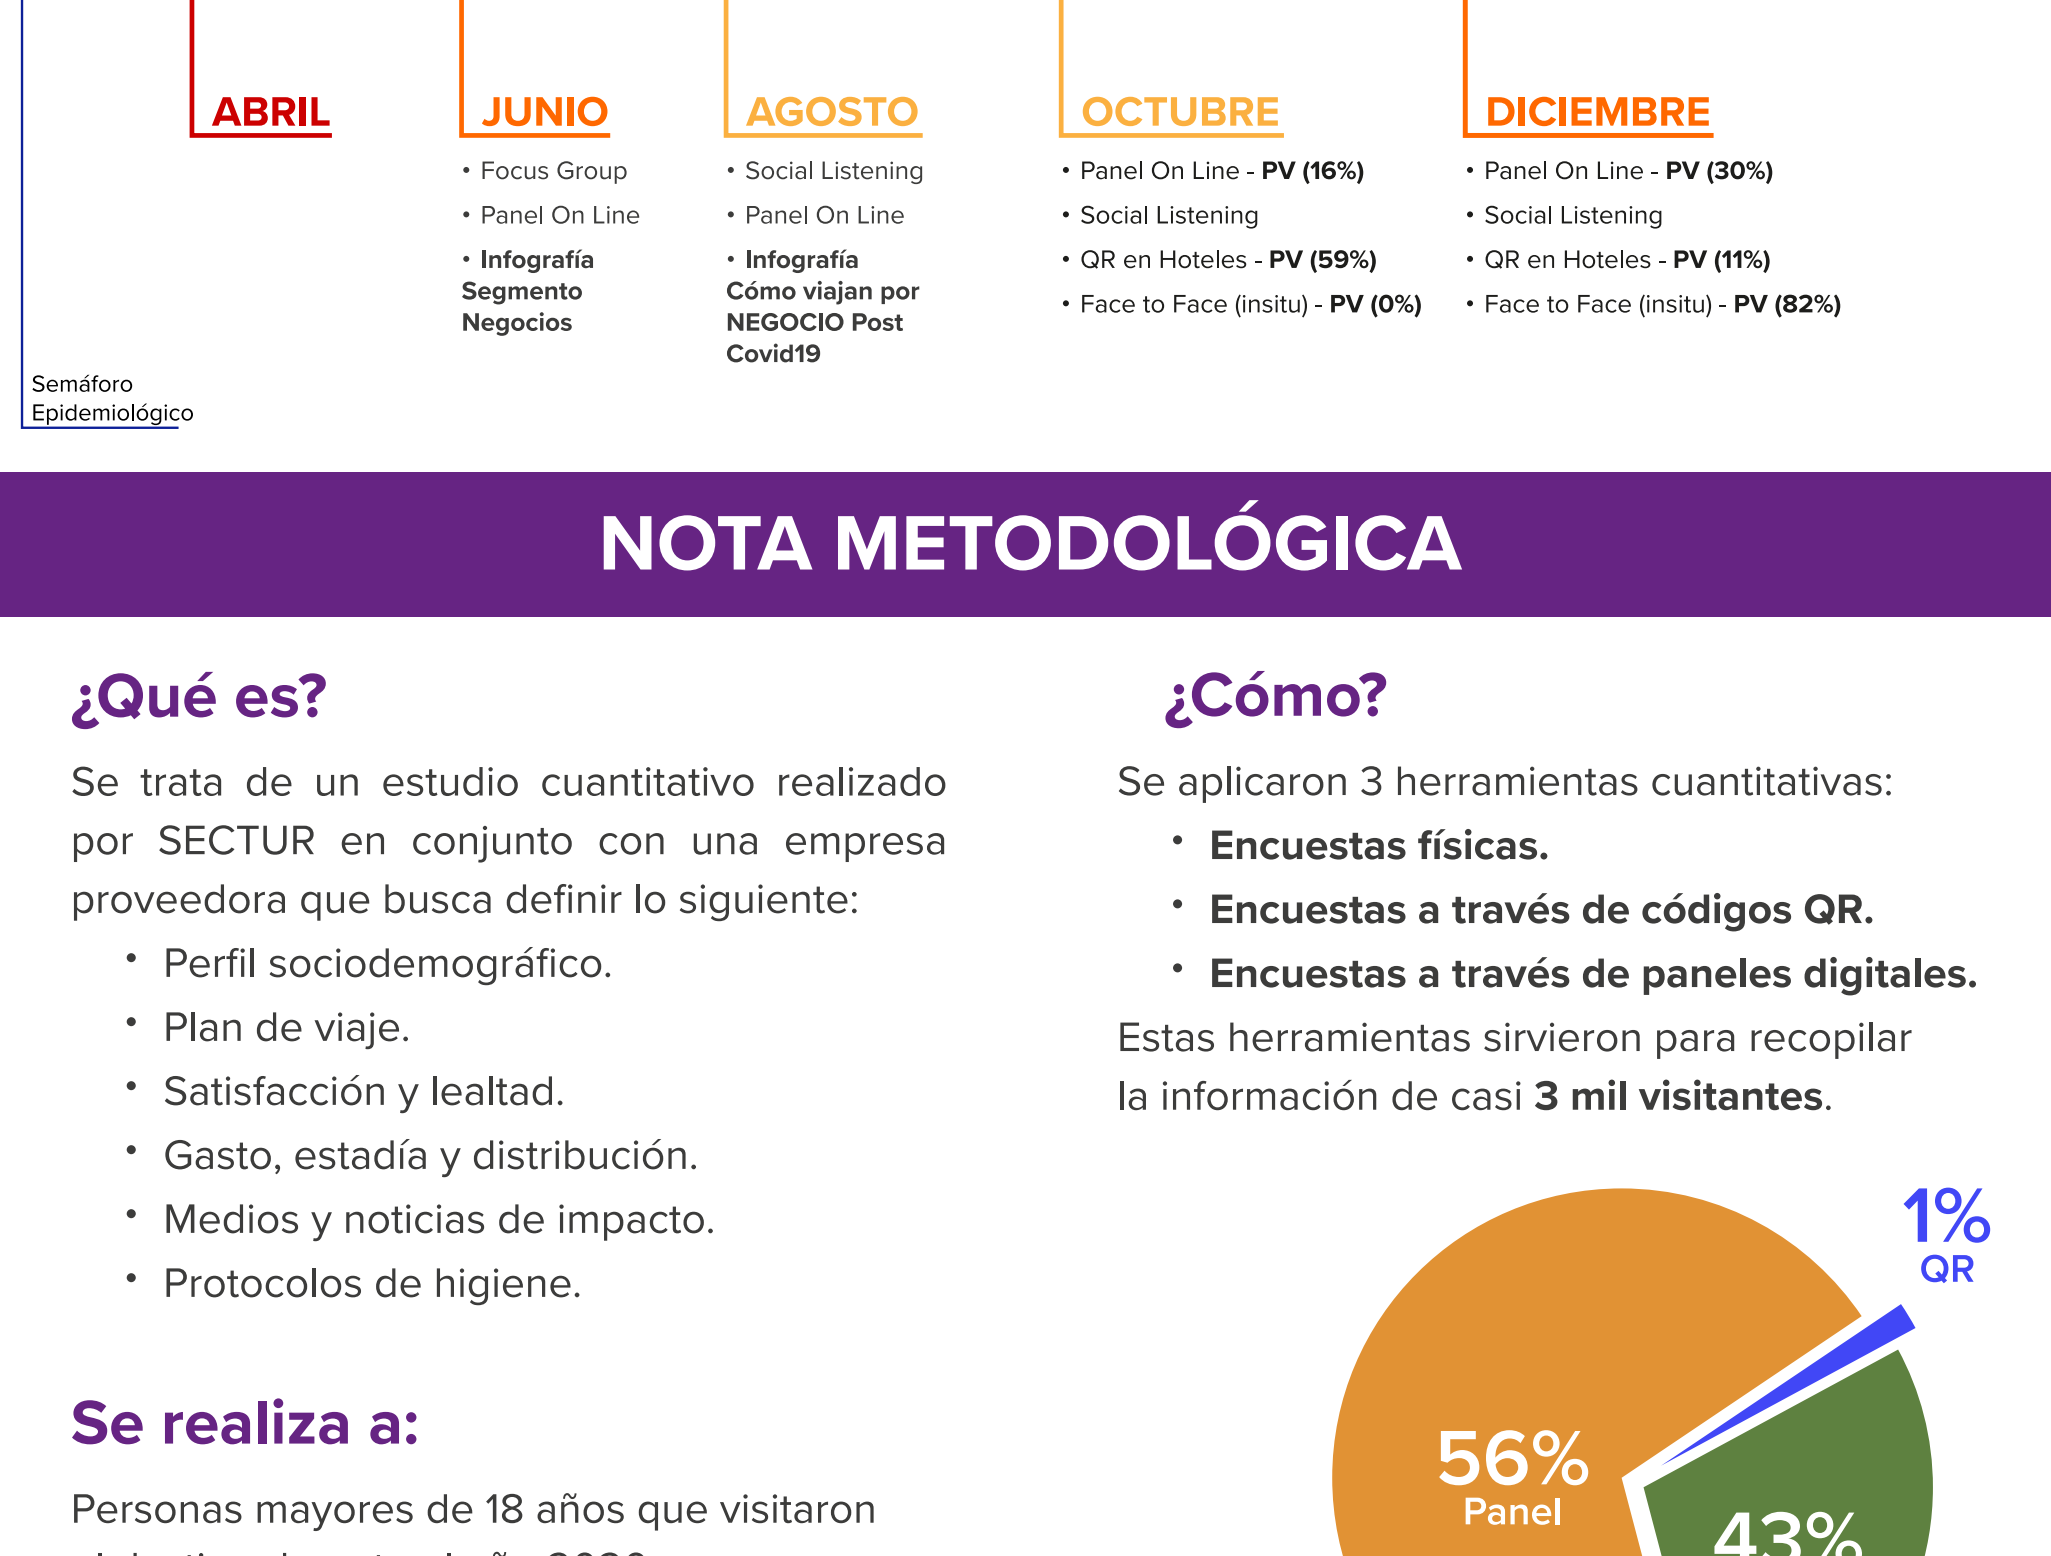 ABRIL
JUNIO
• Focus Group
• Panel On Line
• Infografía
Segmento
Negocios
AGOSTO
• Social Listening
• Panel On Line
• Infografía
Cómo viajan por
NEGOCIO Post
Covid19
OCTUBRE
• Panel On Line - PV (16%)
• Social Listening
• QR en Hoteles - PV (59%)
• Face to Face (insitu) - PV (0%)
DICIEMBRE
• Panel On Line - PV (30%)
• Social Listening
• QR en Hoteles - PV (11%)
• Face to Face (insitu) - PV (82%)
Semáforo
Epidemiológico
NOTA METODOLÓGICA
¿Qué es?
Se trata de un estudio cuantitativo realizado
por SECTUR en conjunto con una empresa
proveedora que busca definir lo siguiente:
• Perfil sociodemográfico.
• Plan de viaje.
• Satisfacción y lealtad.
• Gasto, estadía y distribución.
• Medios y noticias de impacto.
• Protocolos de higiene.
Se realiza a:
Personas mayores de 18 años que visitaron
¿Cómo?
Se aplicaron 3 herramientas cuantitativas:
• Encuestas físicas.
• Encuestas a través de códigos QR.
• Encuestas a través de paneles digitales.
Estas herramientas sirvieron para recopilar
la información de casi 3 mil visitantes.
1%
QR
56%
Panel
43%